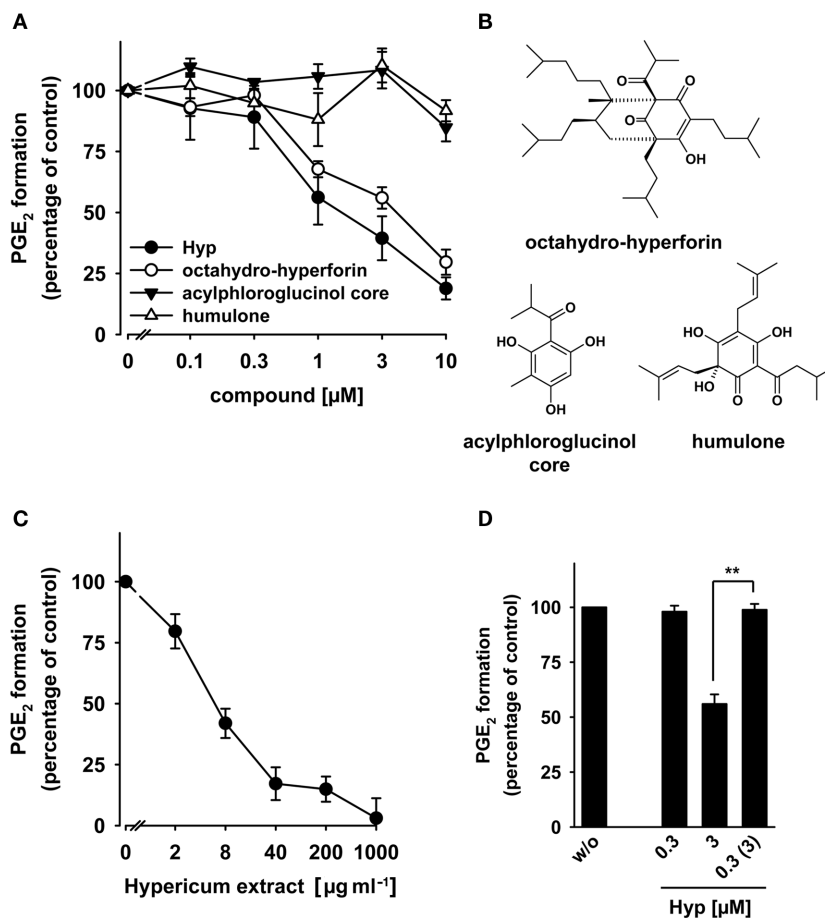 A
PGE₂ formation
(percentage of control)
100
75
50
25
0
Hyp
octahydro-hyperforin
acylphloroglucinol core
humulone
0 0.1 0.3 1 3 10
compound [µM]
B
O
O
O
OH
octahydro-hyperforin
O
HO
OH
OH
acylphloroglucinol
core
HO
OH
HO
O
O
humulone
C
PGE₂ formation
(percentage of control)
100
75
50
25
0
0 2 8 40 200 1000
Hypericum extract [µg ml⁻¹]
D
PGE₂ formation
(percentage of control)
100
75
50
25
0
**
w/o 0.3 3 0.3 (3)
Hyp [µM]